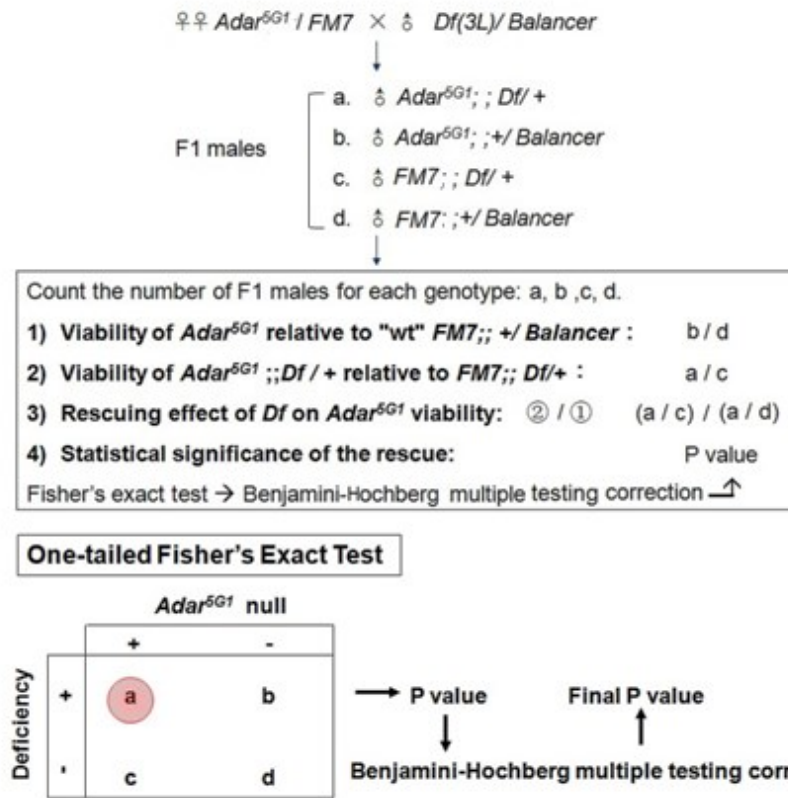 ♀♀ Adar⁵ᴳ¹ / FM7 × ♂ Df(3L)/ Balancer
a. ♂ Adar⁵ᴳ¹; ; Df/ +
F1 males
b. ♂ Adar⁵ᴳ¹; ;+/ Balancer
c. ♂ FM7; ; Df/ +
d. ♂ FM7: ;+/ Balancer
Count the number of F1 males for each genotype: a, b ,c, d.
1) Viability of Adar⁵ᴳ¹ relative to "wt" FM7;; +/ Balancer : b / d
2) Viability of Adar⁵ᴳ¹ ;;Df / + relative to FM7;; Df/+ : a / c
3) Rescuing effect of Df on Adar⁵ᴳ¹ viability: ② / ① (a / c) / (a / d)
4) Statistical significance of the rescue: P value
Fisher's exact test → Benjamini-Hochberg multiple testing correction
One-tailed Fisher's Exact Test
Adar⁵ᴳ¹ null
+ -
Deficiency
+ a b P value Final P value
- c d Benjamini-Hochberg multiple testing corr